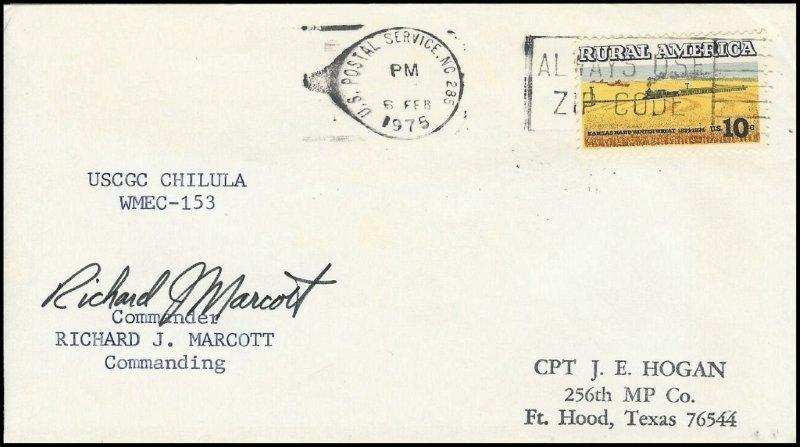 U.S. POSTAL SERVICE, NC 285
PM
6 FEB
1975
ALWAYS USE
ZIP CODE
RURAL AMERICA
KANSAS HARD WINTER WHEAT 1874-1974 U.S. 10c
USCGC CHILULA
WMEC-153
Richard J Marcott
Commander
RICHARD J. MARCOTT
Commanding
CPT J. E. HOGAN
256th MP Co.
Ft. Hood, Texas 76544